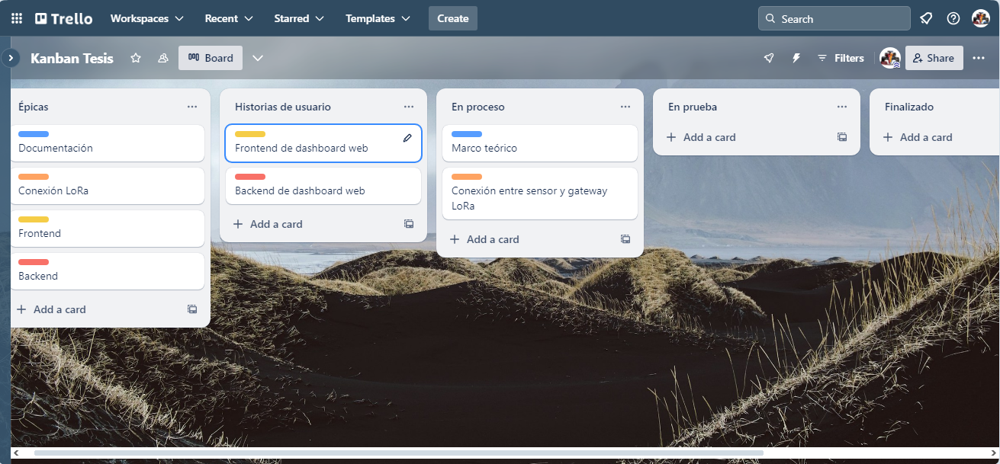 Trello
Workspaces
Recent
Starred
Templates
Create
Search
Kanban Tesis
Board
Filters
Share
Épicas
Documentación
Conexión LoRa
Frontend
Backend
Add a card
Historias de usuario
Frontend de dashboard web
Backend de dashboard web
Add a card
En proceso
Marco teórico
Conexión entre sensor y gateway
LoRa
Add a card
En prueba
Add a card
Finalizado
Add a card